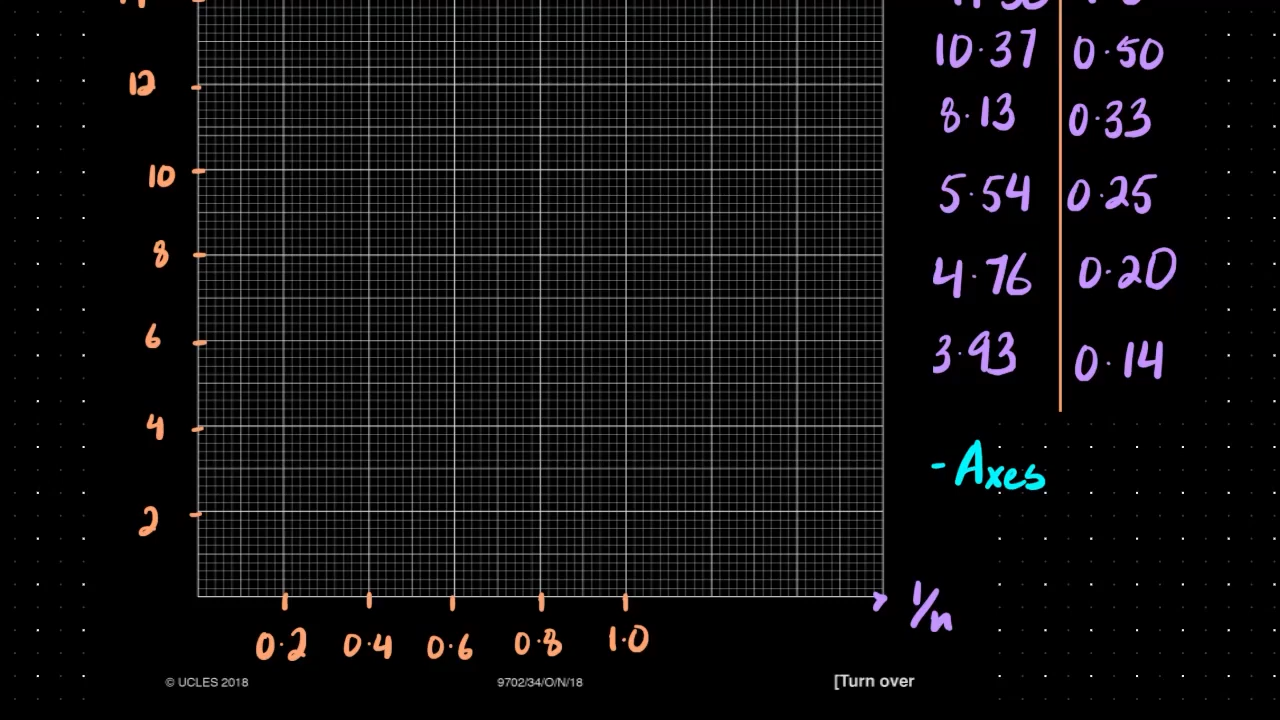 12
10.37 0.50
8.13 0.33
10
5.54 0.25
8
4.76 0.20
6
3.93 0.14
4
- Axes
2
1/n
0.2 0.4 0.6 0.8 1.0
© UCLES 2018 9702/34/O/N/18 [Turn over